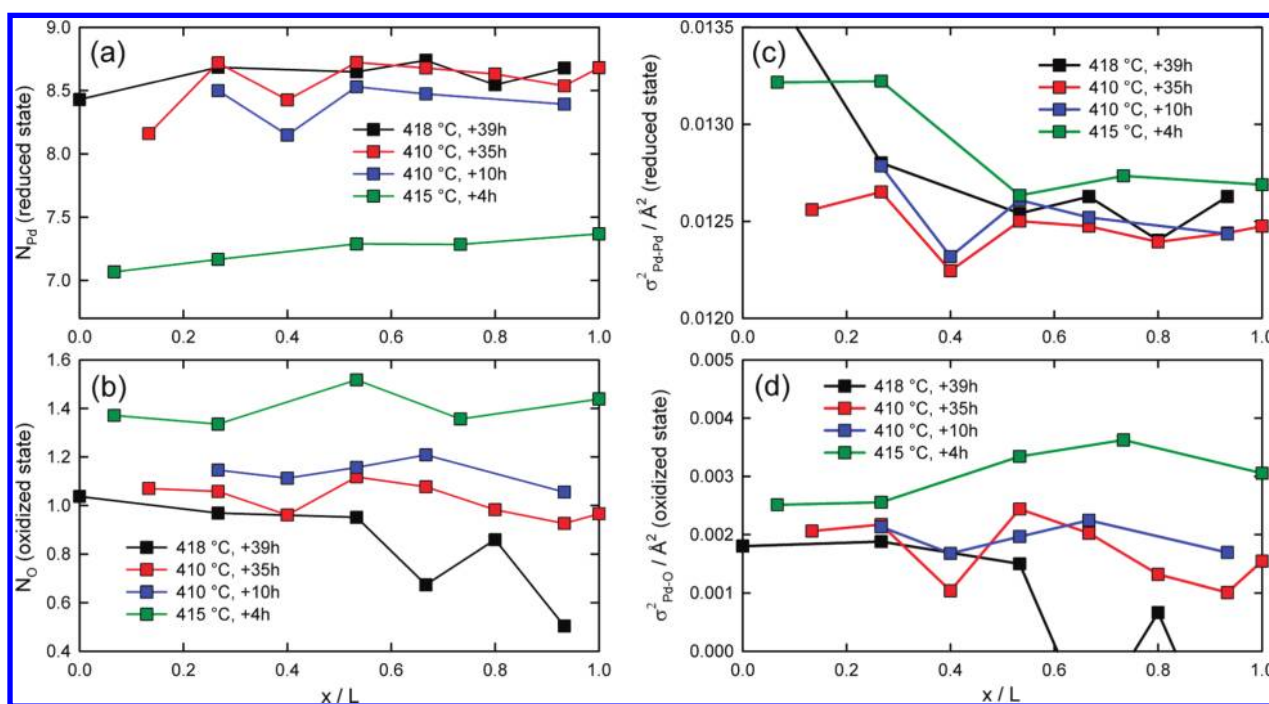 (a)
N_Pd (reduced state)
9.0
8.5
8.0
7.5
7.0
418 °C, +39h
410 °C, +35h
410 °C, +10h
415 °C, +4h
0.0 0.2 0.4 0.6 0.8 1.0
(c)
σ²_Pd-Pd / Å² (reduced state)
0.0135
0.0130
0.0125
0.0120
418 °C, +39h
410 °C, +35h
410 °C, +10h
415 °C, +4h
0.0 0.2 0.4 0.6 0.8 1.0
(b)
N_O (oxidized state)
1.6
1.4
1.2
1.0
0.8
0.6
0.4
418 °C, +39h
410 °C, +35h
410 °C, +10h
415 °C, +4h
0.0 0.2 0.4 0.6 0.8 1.0
x / L
(d)
σ²_Pd-O / Å² (oxidized state)
0.005
0.004
0.003
0.002
0.001
0.000
418 °C, +39h
410 °C, +35h
410 °C, +10h
415 °C, +4h
0.0 0.2 0.4 0.6 0.8 1.0
x / L